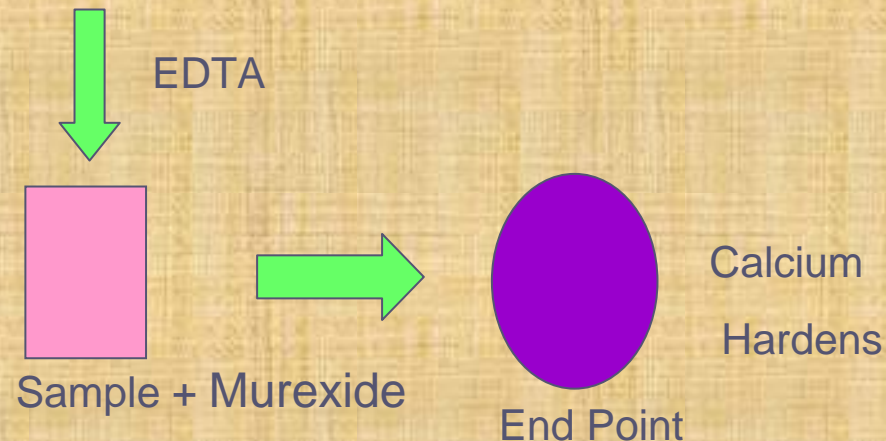 EDTA
Calcium
Hardens
Sample + Murexide
End Point